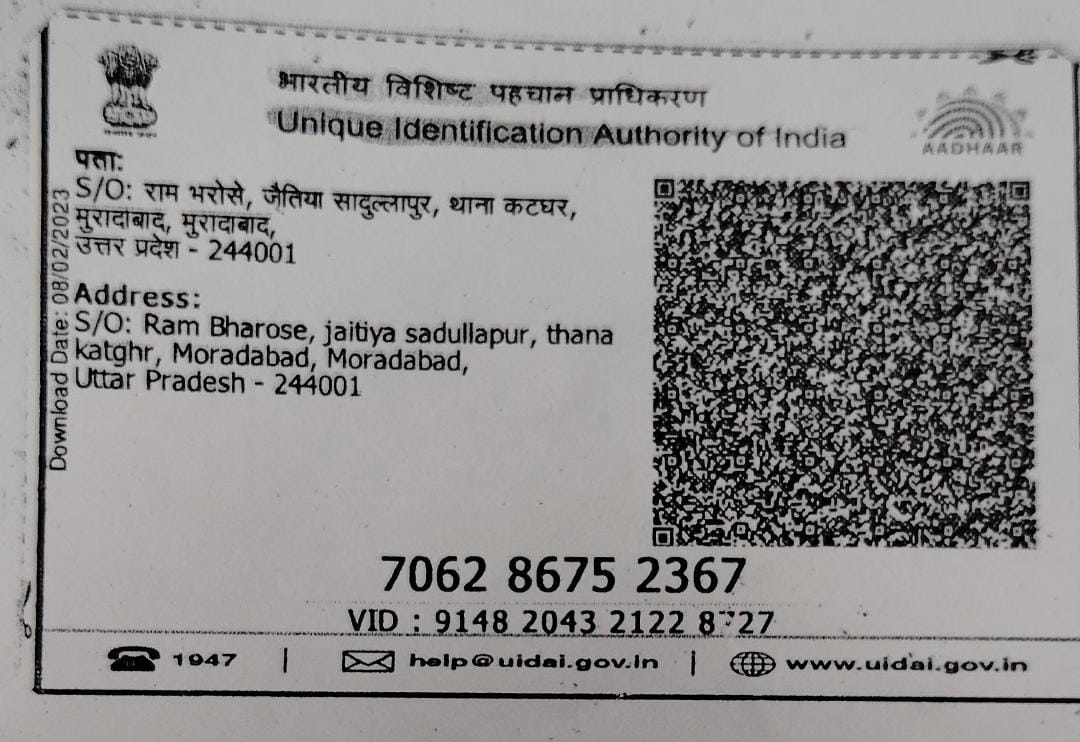 भारतीय विशिष्ट पहचान प्राधिकरण
Unique Identification Authority of India
AADHAAR
पता:
S/O: राम भरोसे, जैतिया सादुल्लापुर, थाना कटघर,
मुरादाबाद, मुरादाबाद,
उत्तर प्रदेश - 244001
Address:
S/O: Ram Bharose, jaitiya sadullapur, thana
katghr, Moradabad, Moradabad,
Uttar Pradesh - 244001
Download Date: 08/02/2023
7062 8675 2367
VID : 9148 2043 2122
1947 | help@uidai.gov.in | www.uidai.gov.in